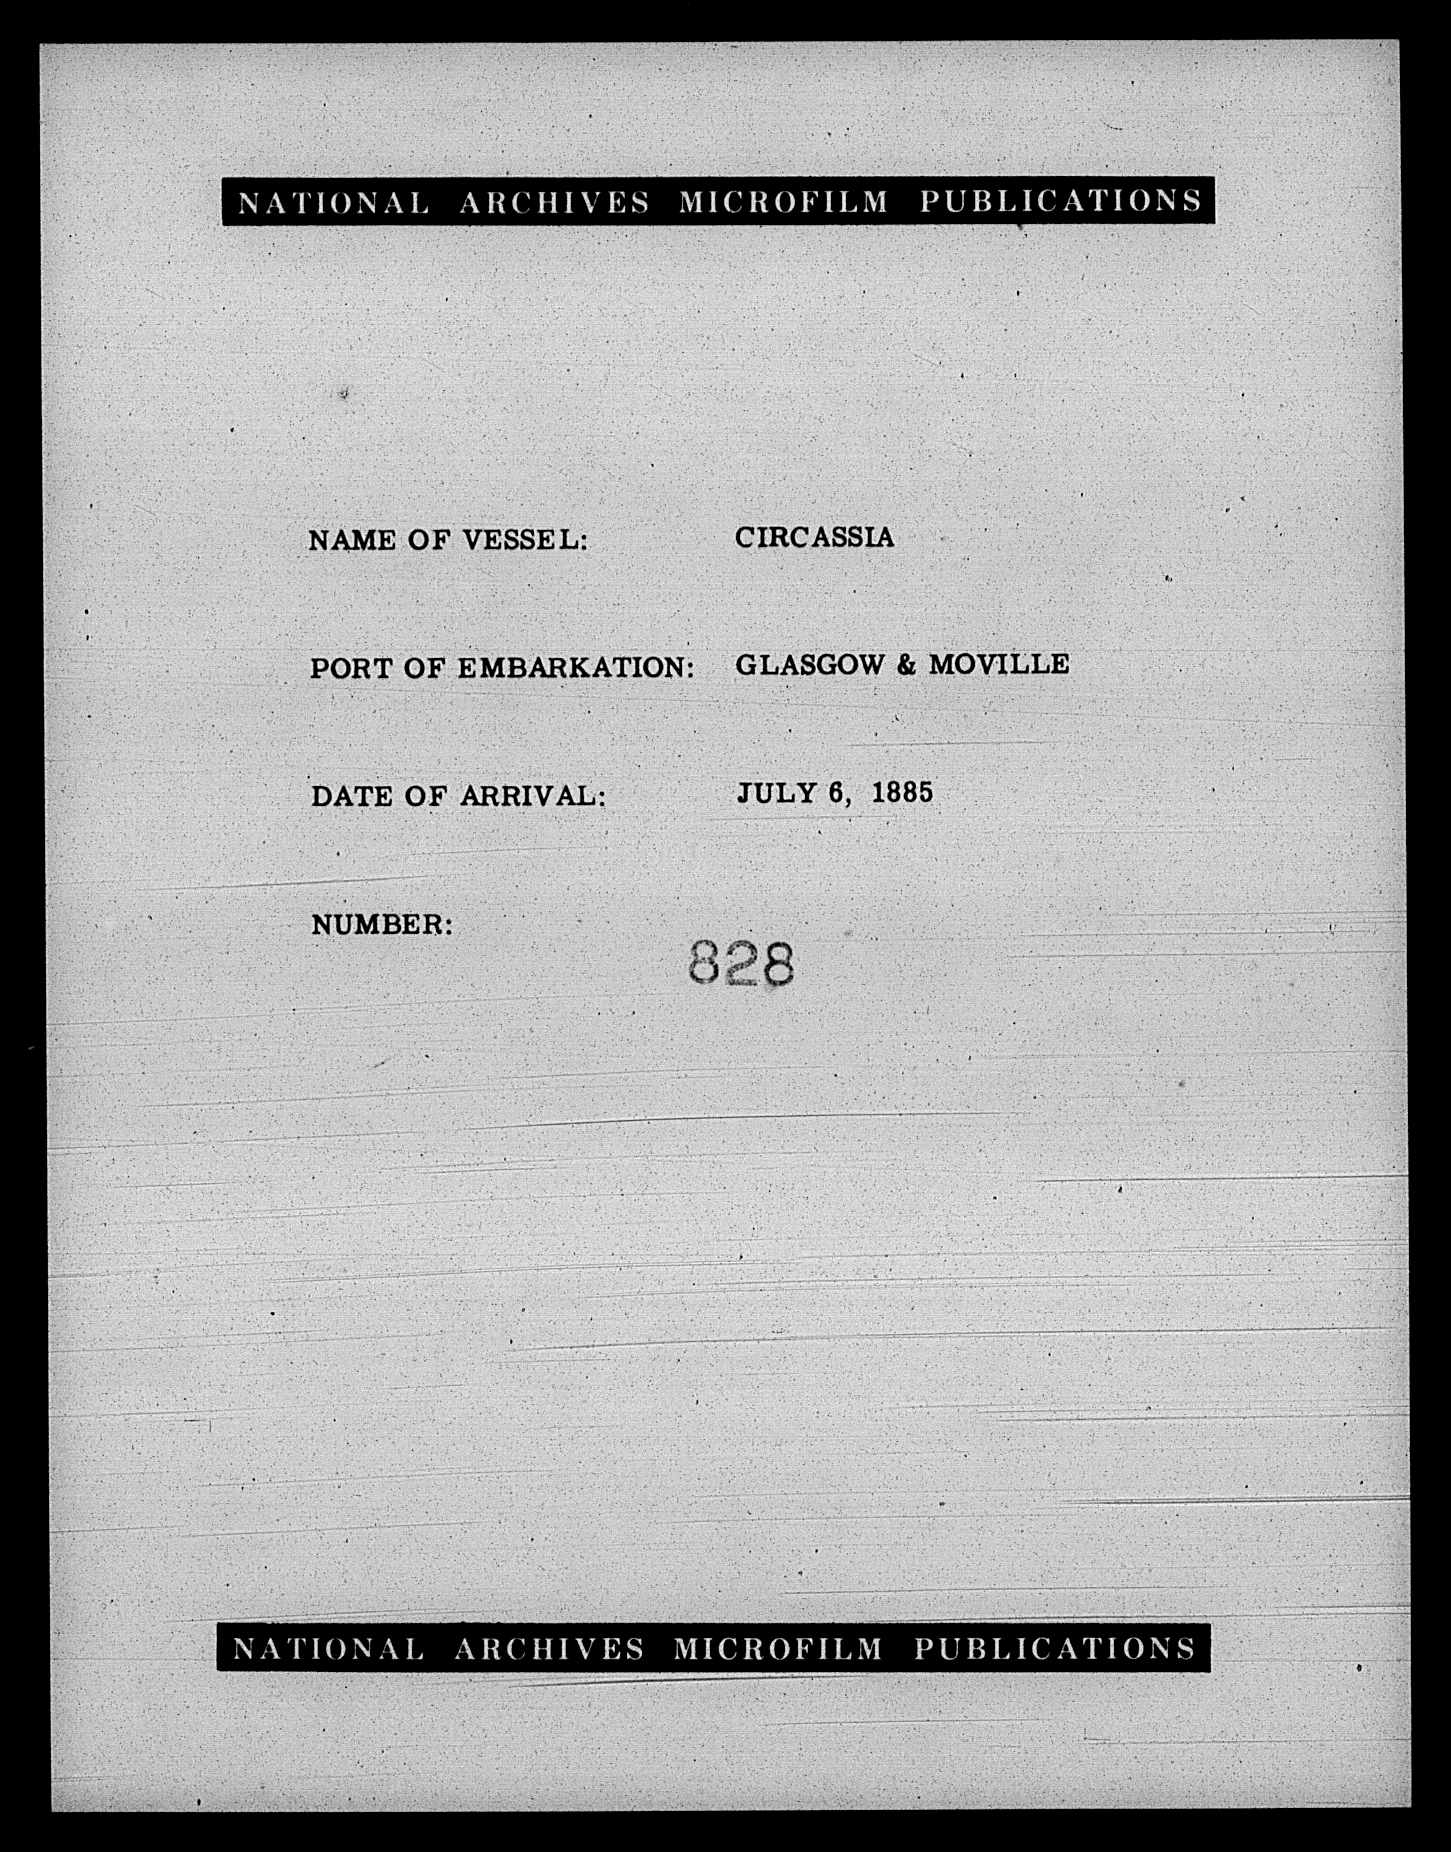 NATIONAL ARCHIVES MICROFILM PUBLICATIONS
NAME OF VESSEL: CIRCASSIA
PORT OF EMBARKATION: GLASGOW & MOVILLE
DATE OF ARRIVAL: JULY 6, 1885
NUMBER:
828
NATIONAL ARCHIVES MICROFILM PUBLICATIONS